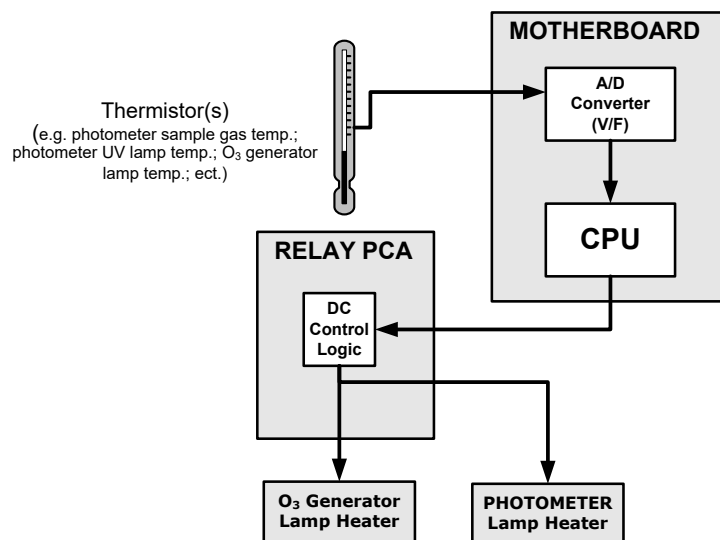 MOTHERBOARD
A/D
Converter
(V/F)
Thermistor(s)
(e.g. photometer sample gas temp.;
photometer UV lamp temp.; O₃ generator
lamp temp.; ect.)
CPU
RELAY PCA
DC
Control
Logic
O₃ Generator
Lamp Heater
PHOTOMETER
Lamp Heater